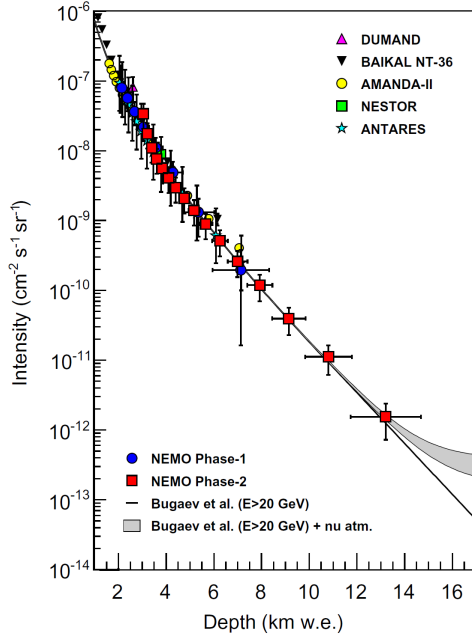 10-6
10-7
10-8
10-9
10-10
10-11
10-12
10-13
10-14
Intensity (cm-2 s-1 sr-1)
DUMAND
BAIKAL NT-36
AMANDA-II
NESTOR
ANTARES
NEMO Phase-1
NEMO Phase-2
Bugaev et al. (E>20 GeV)
Bugaev et al. (E>20 GeV) + nu atm.
2 4 6 8 10 12 14 16
Depth (km w.e.)